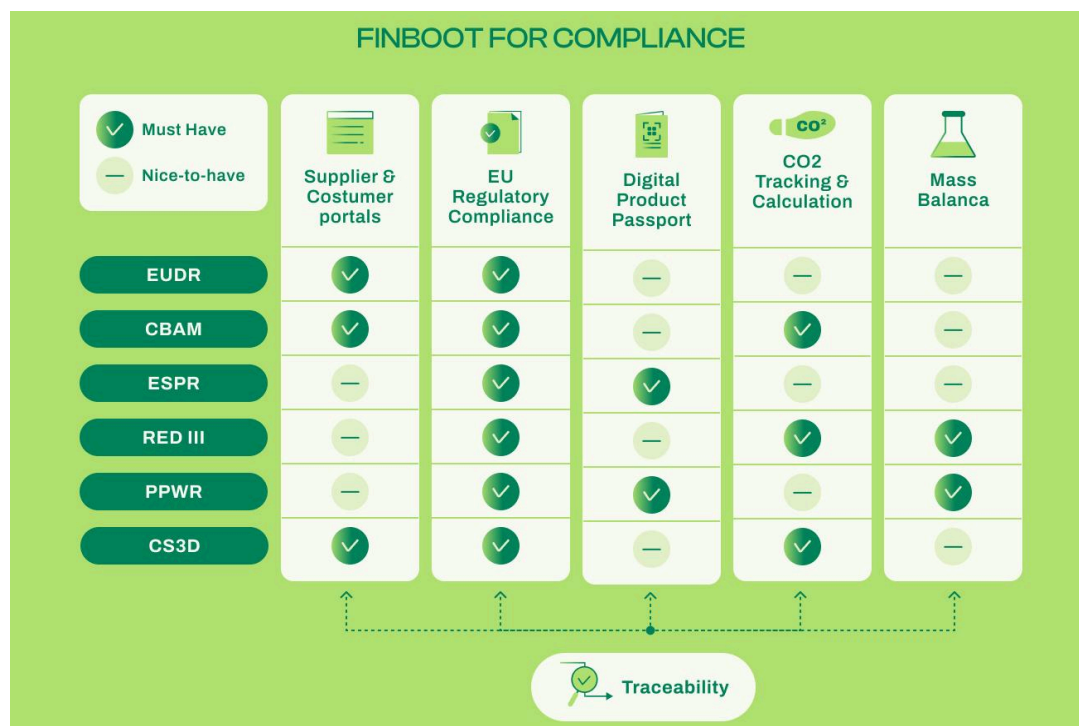 FINBOOT FOR COMPLIANCE
Must Have
Nice-to-have
Supplier &
Costumer
portals
EU
Regulatory
Compliance
Digital
Product
Passport
CO²
CO2
Tracking &
Calculation
Mass
Balanca
EUDR
CBAM
ESPR
RED III
PPWR
CS3D
Traceability